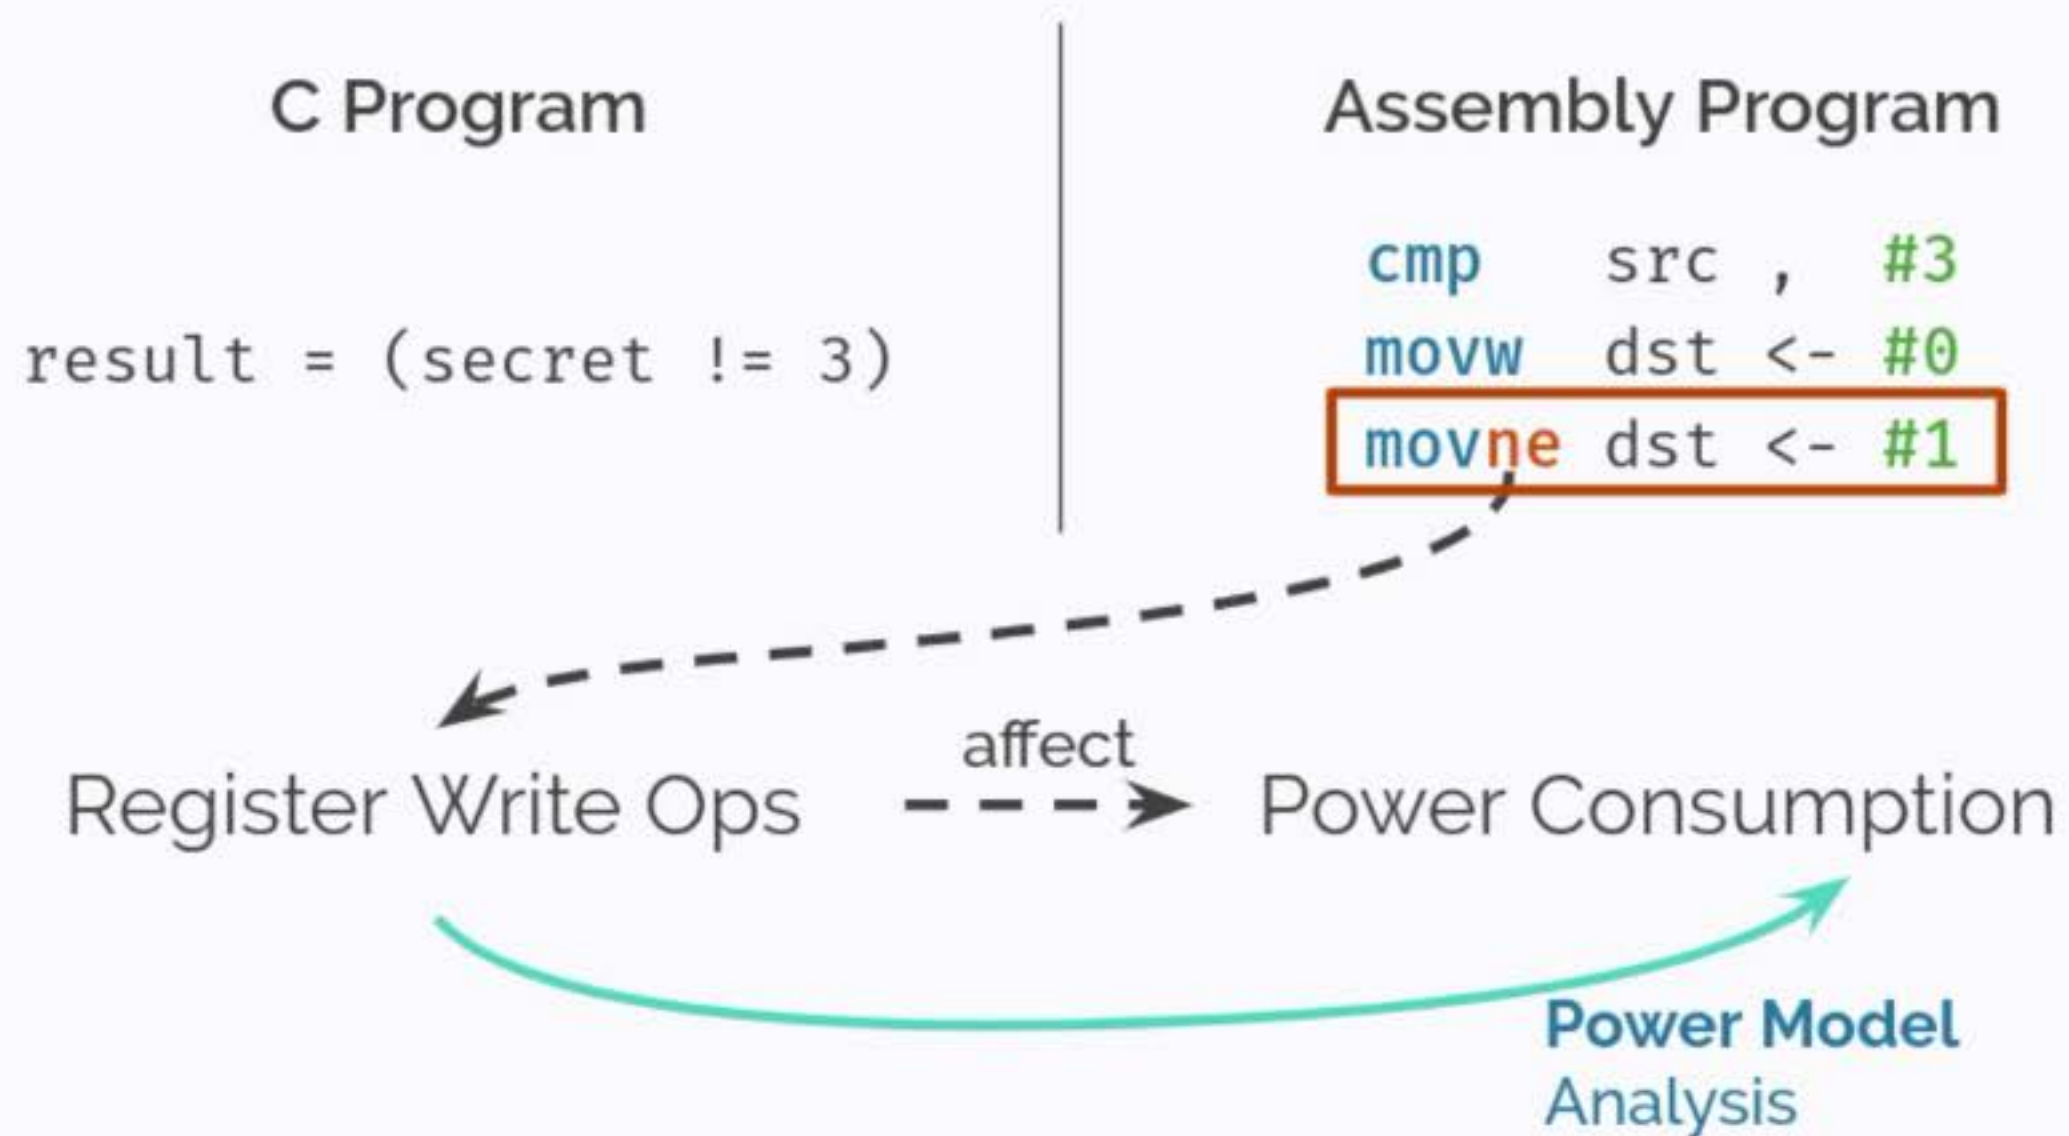 C Program
result = (secret != 3)
Assembly Program
cmp src , #3
movw dst <- #0
movne dst <- #1
affect
Register Write Ops
Power Consumption
Power Model
Analysis